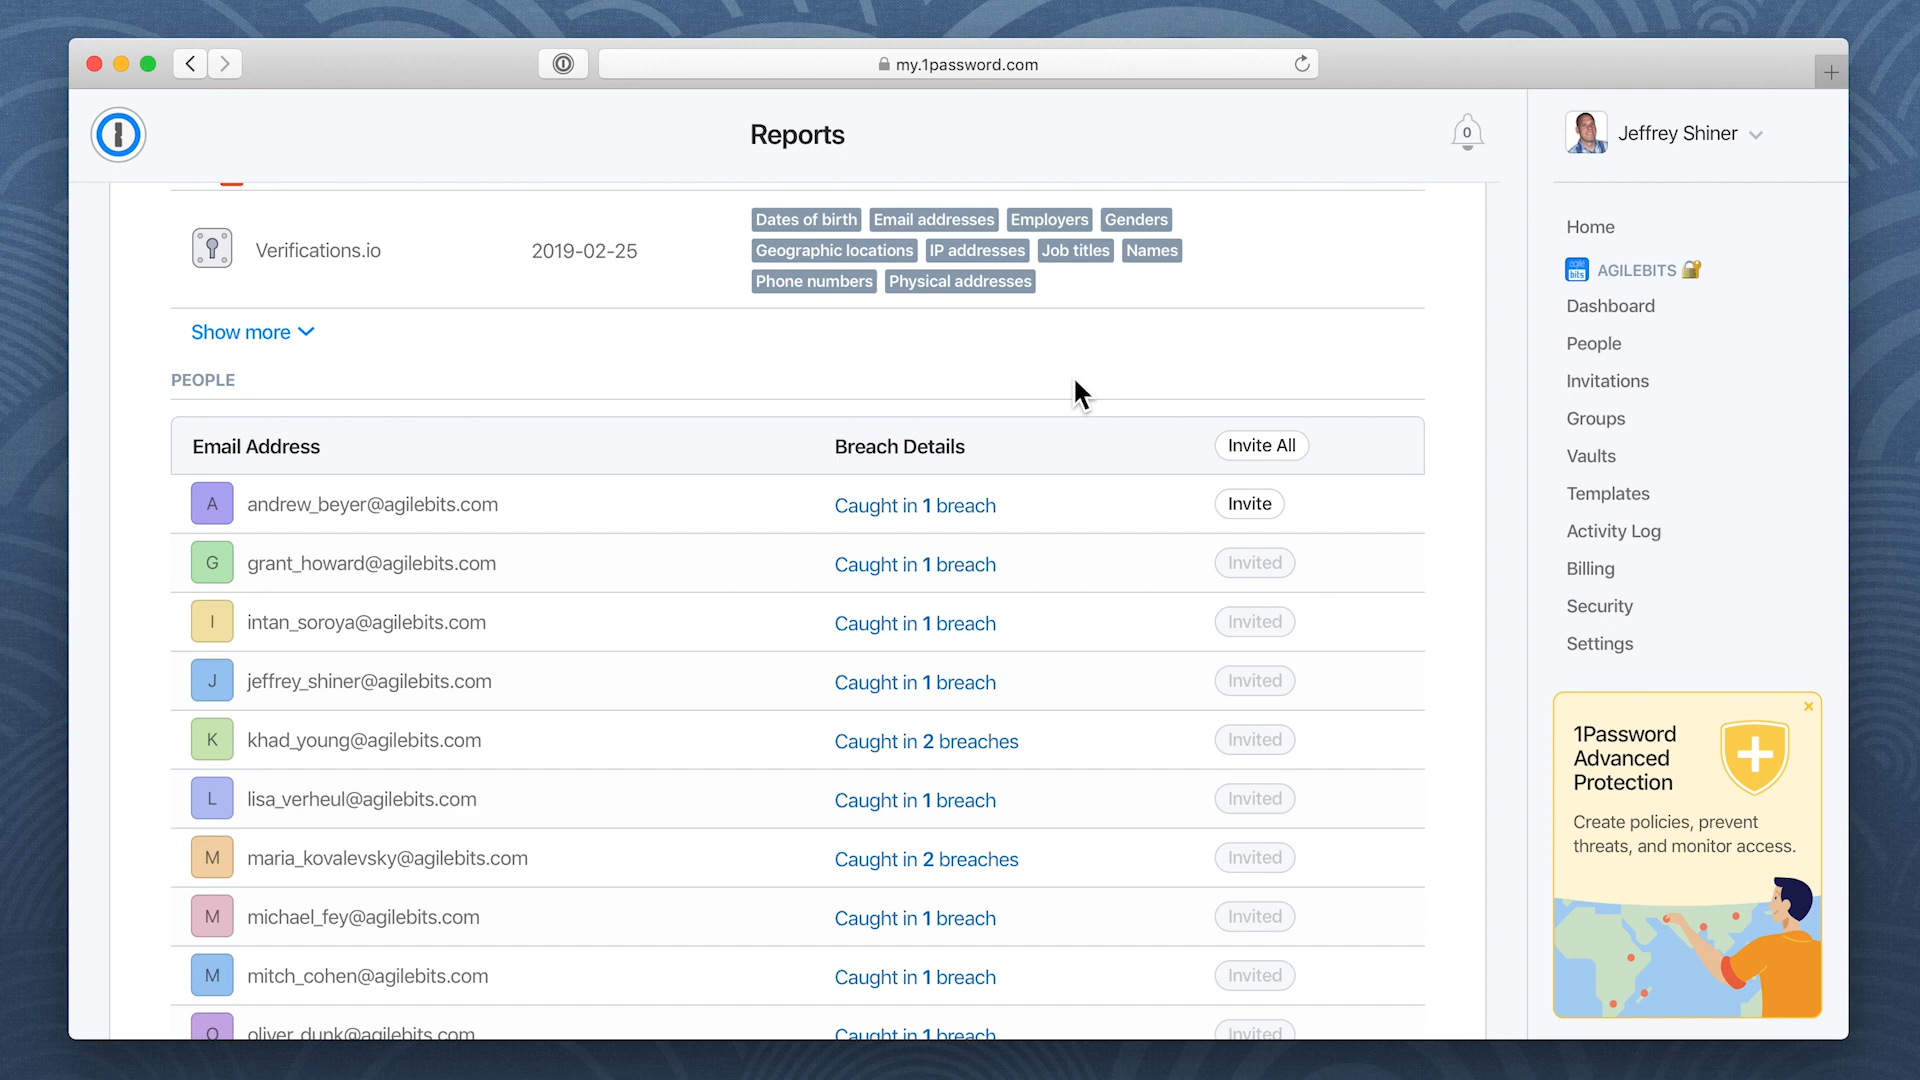 my.1password.com
Reports
0
Jeffrey Shiner
Verifications.io
2019-02-25
Dates of birth Email addresses Employers Genders
Geographic locations IP addresses Job titles Names
Phone numbers Physical addresses
Show more
PEOPLE
Email Address Breach Details Invite All
A andrew_beyer@agilebits.com Caught in 1 breach Invite
G grant_howard@agilebits.com Caught in 1 breach Invited
I intan_soroya@agilebits.com Caught in 1 breach Invited
J jeffrey_shiner@agilebits.com Caught in 1 breach Invited
K khad_young@agilebits.com Caught in 2 breaches Invited
L lisa_verheul@agilebits.com Caught in 1 breach Invited
M maria_kovalevsky@agilebits.com Caught in 2 breaches Invited
M michael_fey@agilebits.com Caught in 1 breach Invited
M mitch_cohen@agilebits.com Caught in 1 breach Invited
O oliver_dunk@agilebits.com Caught in 1 breach Invited
Home
agile bits AGILEBITS
Dashboard
People
Invitations
Groups
Vaults
Templates
Activity Log
Billing
Security
Settings
1Password
Advanced
Protection
Create policies, prevent
threats, and monitor access.